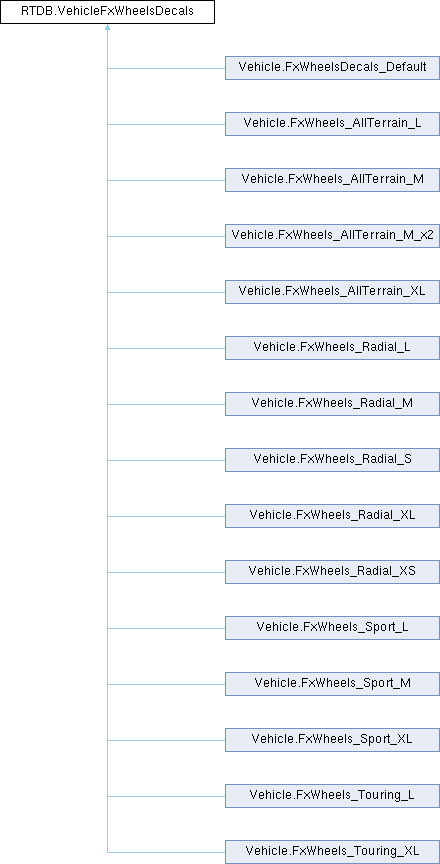 RTDB.VehicleFxWheelsDecals
Vehicle.FxWheelsDecals_Default
Vehicle.FxWheels_AllTerrain_L
Vehicle.FxWheels_AllTerrain_M
Vehicle.FxWheels_AllTerrain_M_x2
Vehicle.FxWheels_AllTerrain_XL
Vehicle.FxWheels_Radial_L
Vehicle.FxWheels_Radial_M
Vehicle.FxWheels_Radial_S
Vehicle.FxWheels_Radial_XL
Vehicle.FxWheels_Radial_XS
Vehicle.FxWheels_Sport_L
Vehicle.FxWheels_Sport_M
Vehicle.FxWheels_Sport_XL
Vehicle.FxWheels_Touring_L
Vehicle.FxWheels_Touring_XL